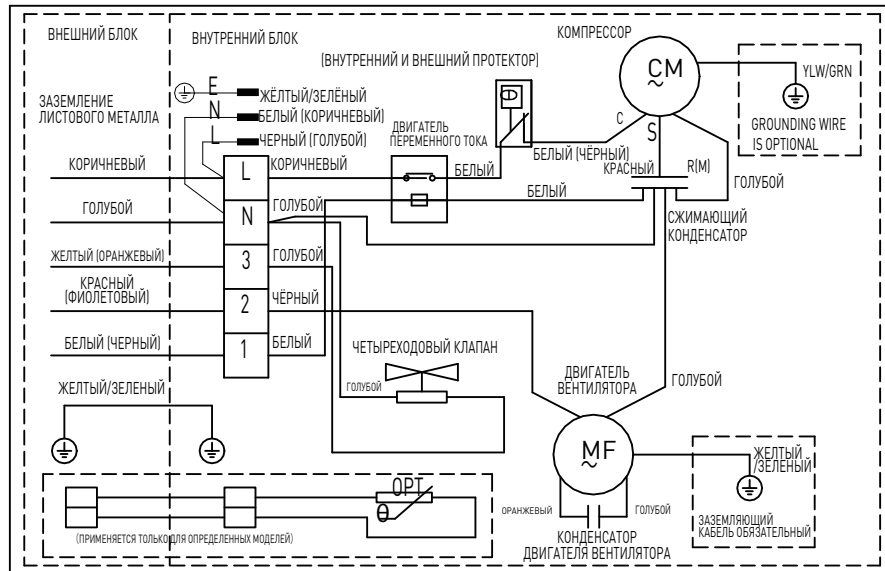 ВНЕШНИЙ БЛОК
ВНУТРЕННИЙ БЛОК
КОМПРЕССОР
(ВНУТРЕННИЙ И ВНЕШНИЙ ПРОТЕКТОР)
CM
YLW/GRN
GROUNDING WIRE
IS OPTIONAL
ЗАЗЕМЛЕНИЕ
ЛИСТОВОГО МЕТАЛЛА
E
ЖЁЛТЫЙ/ЗЕЛЁНЫЙ
N
БЕЛЫЙ (КОРИЧНЕВЫЙ)
L
ЧЕРНЫЙ (ГОЛУБОЙ)
ДВИГАТЕЛЬ
ПЕРЕМЕННОГО ТОКА
Θ
C
S
R(M)
БЕЛЫЙ (ЧЁРНЫЙ)
КРАСНЫЙ
ГОЛУБОЙ
КОРИЧНЕВЫЙ
L
КОРИЧНЕВЫЙ
БЕЛЫЙ
БЕЛЫЙ
СЖИМАЮЩИЙ
КОНДЕНСАТОР
ГОЛУБОЙ
N
ГОЛУБОЙ
ЖЕЛТЫЙ (ОРАНЖЕВЫЙ)
3
ГОЛУБОЙ
КРАСНЫЙ
(ФИОЛЕТОВЫЙ)
2
ЧЁРНЫЙ
БЕЛЫЙ (ЧЕРНЫЙ)
1
БЕЛЫЙ
ЧЕТЫРЕХОДОВЫЙ КЛАПАН
ГОЛУБОЙ
ДВИГАТЕЛЬ
ВЕНТИЛЯТОРА
ГОЛУБОЙ
ЖЕЛТЫЙ/ЗЕЛЕНЫЙ
MF
ЖЕЛТЫЙ
/ЗЕЛЕНЫЙ
ЗАЗЕМЛЯЮЩИЙ
КАБЕЛЬ ОБЯЗАТЕЛЬНЫЙ
ОРАНЖЕВЫЙ
ГОЛУБОЙ
КОНДЕНСАТОР
ДВИГАТЕЛЯ ВЕНТИЛЯТОРА
OPT
Θ
(ПРИМЕНЯЕТСЯ ТОЛЬКО ДЛЯ ОПРЕДЕЛЕННЫХ МОДЕЛЕЙ)